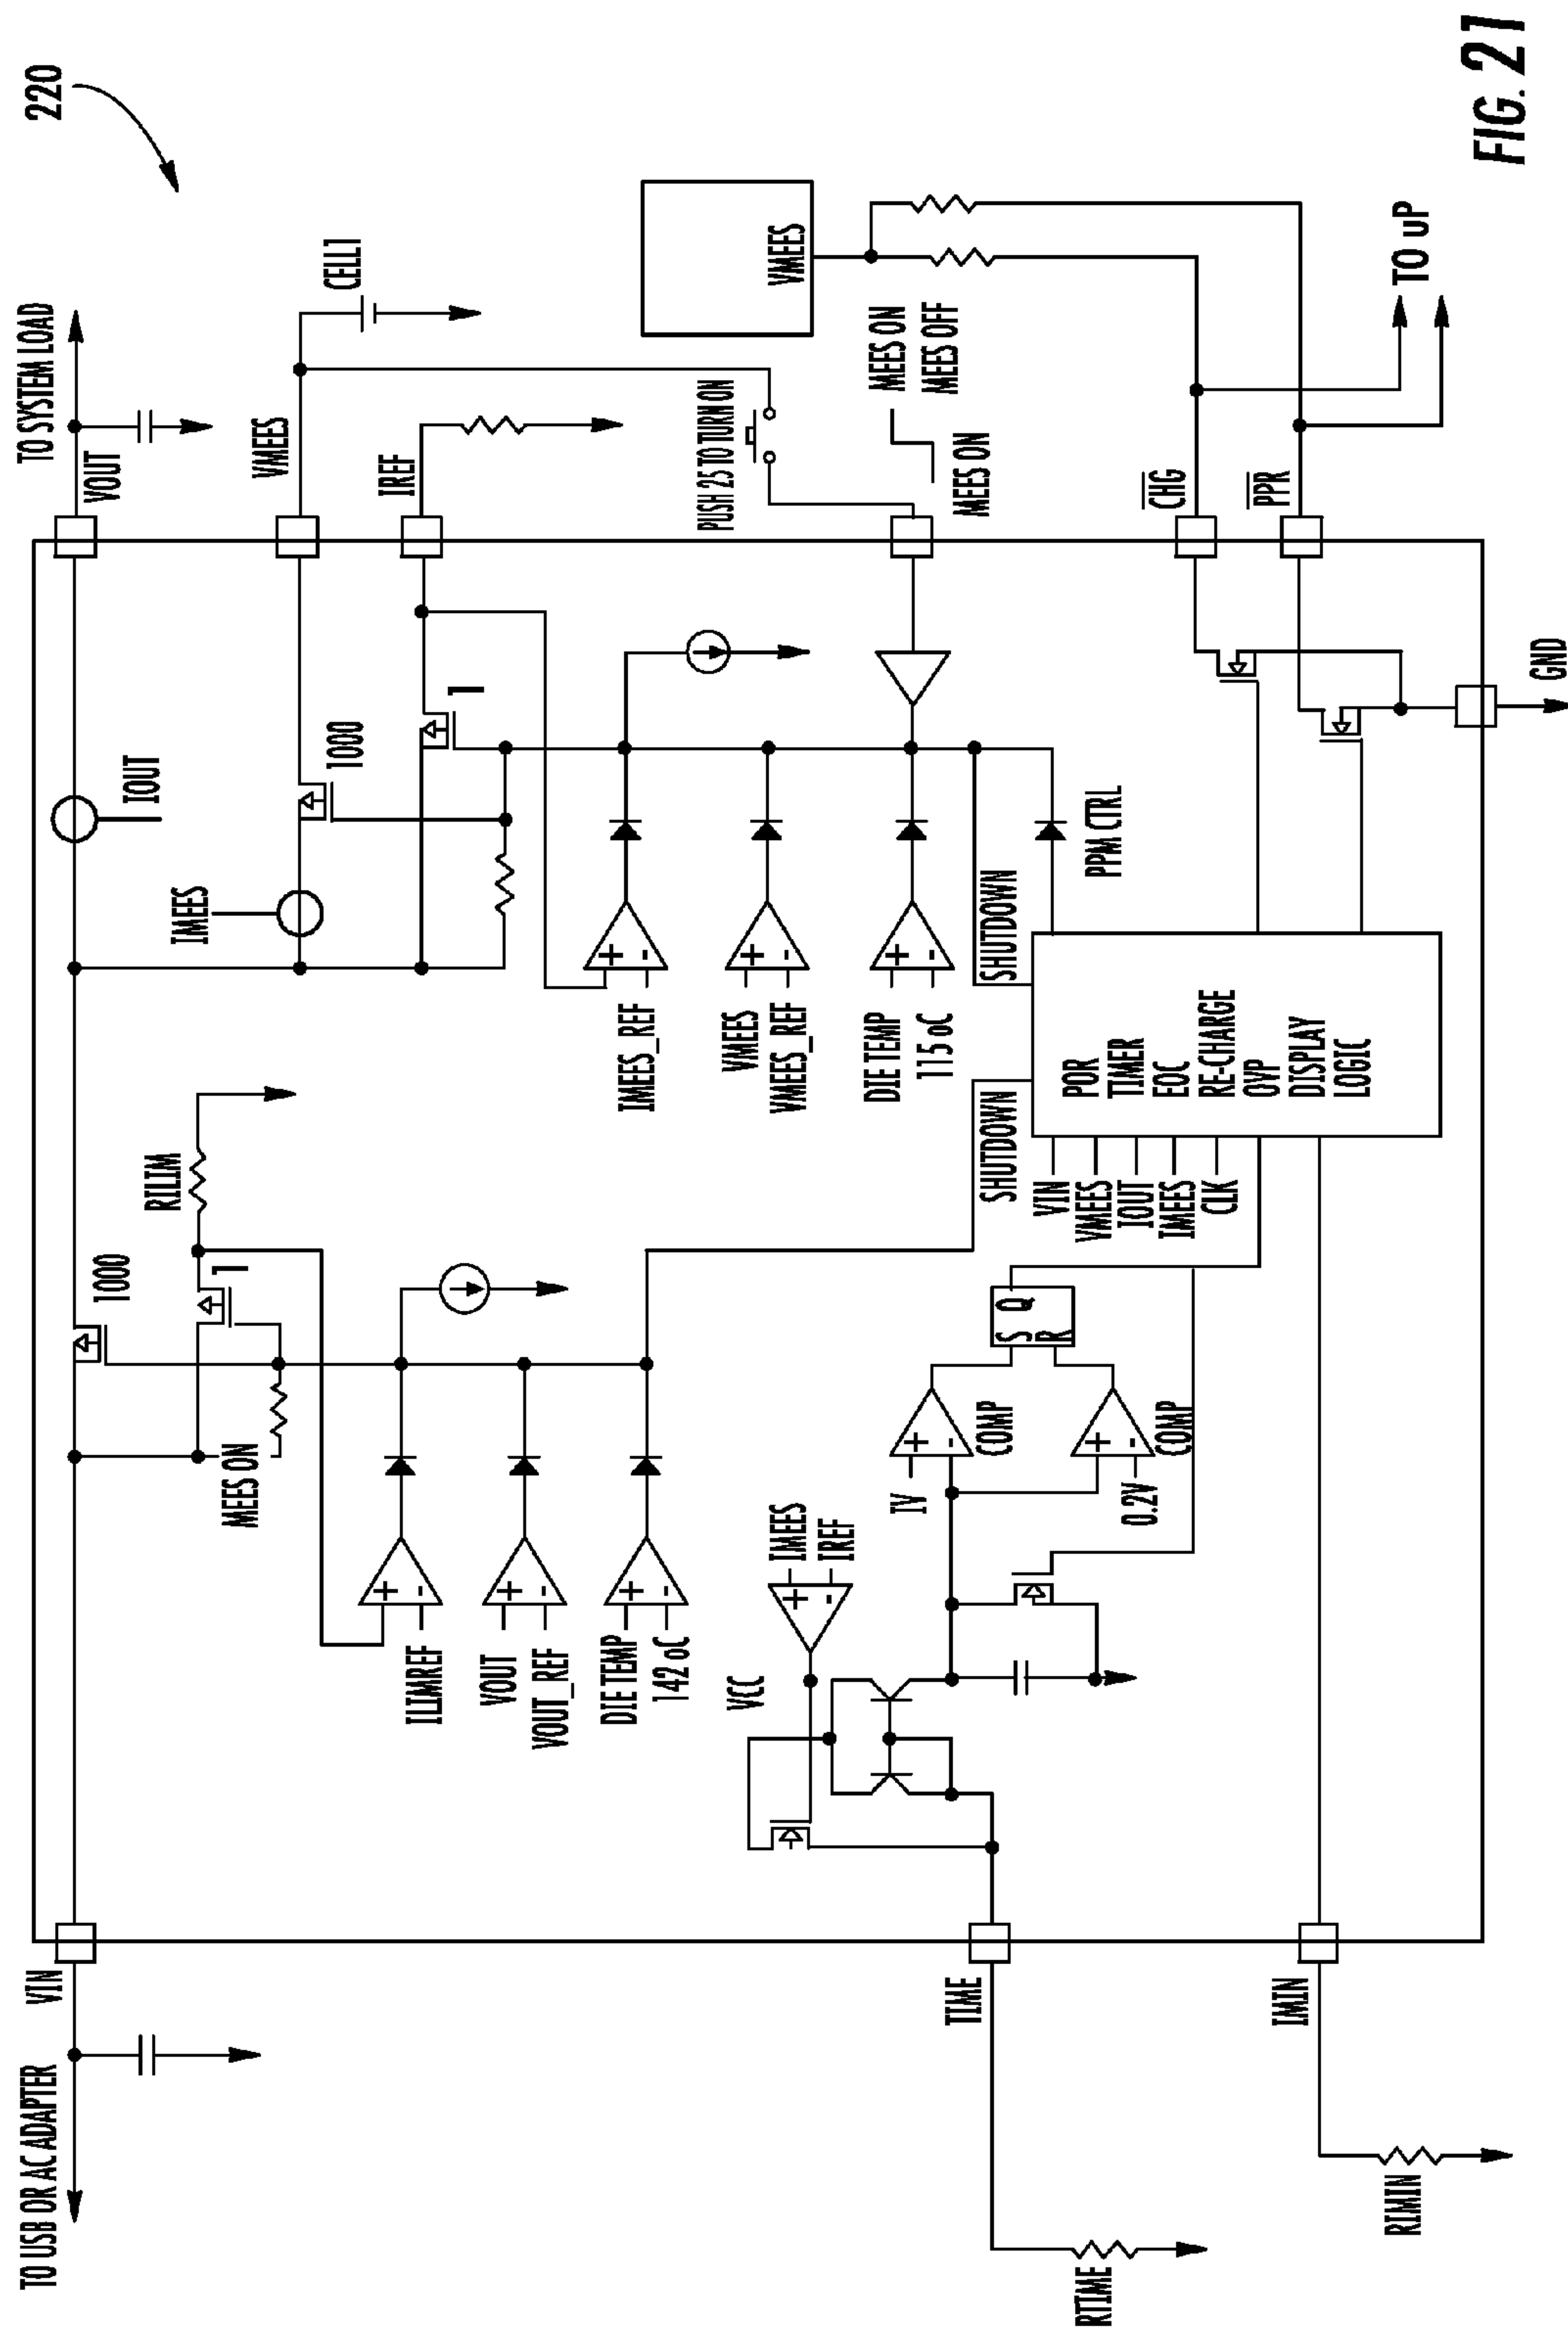 220
TO USB OR AC ADAPTER
VIN
1000
RILIM
1
MEES ON
ILIMREF
VOUT
VOUT_REF
DIE TEMP
142 oC
IOUT
IMEES
1000
1
TO SYSTEM LOAD
VOUT
VMEES
CELL1
IREF
PUSH 25 TO TURN ON
VMEES
MEES ON
MEES OFF
MEES ON
+
-
+
-
+
-
IMEES_REF
VMEES
VMEES_REF
DIE TEMP
115 oC
+
-
+
-
+
-
SHUTDOWN
PPM CTRL
SHUTDOWN
VCC
IMEES
IREF
+
-
1V
+
-
COMP
0.2V
+
-
COMP
S Q
R
VIN
VMEES
IOUT
IMEES
CLK
POR
TIMER
EOC
RE-CHARGE
OVP
DISPLAY
LOGIC
CHG
PPR
TO uP
GND
TIME
RTIME
IMIN
RIMIN
FIG. 21